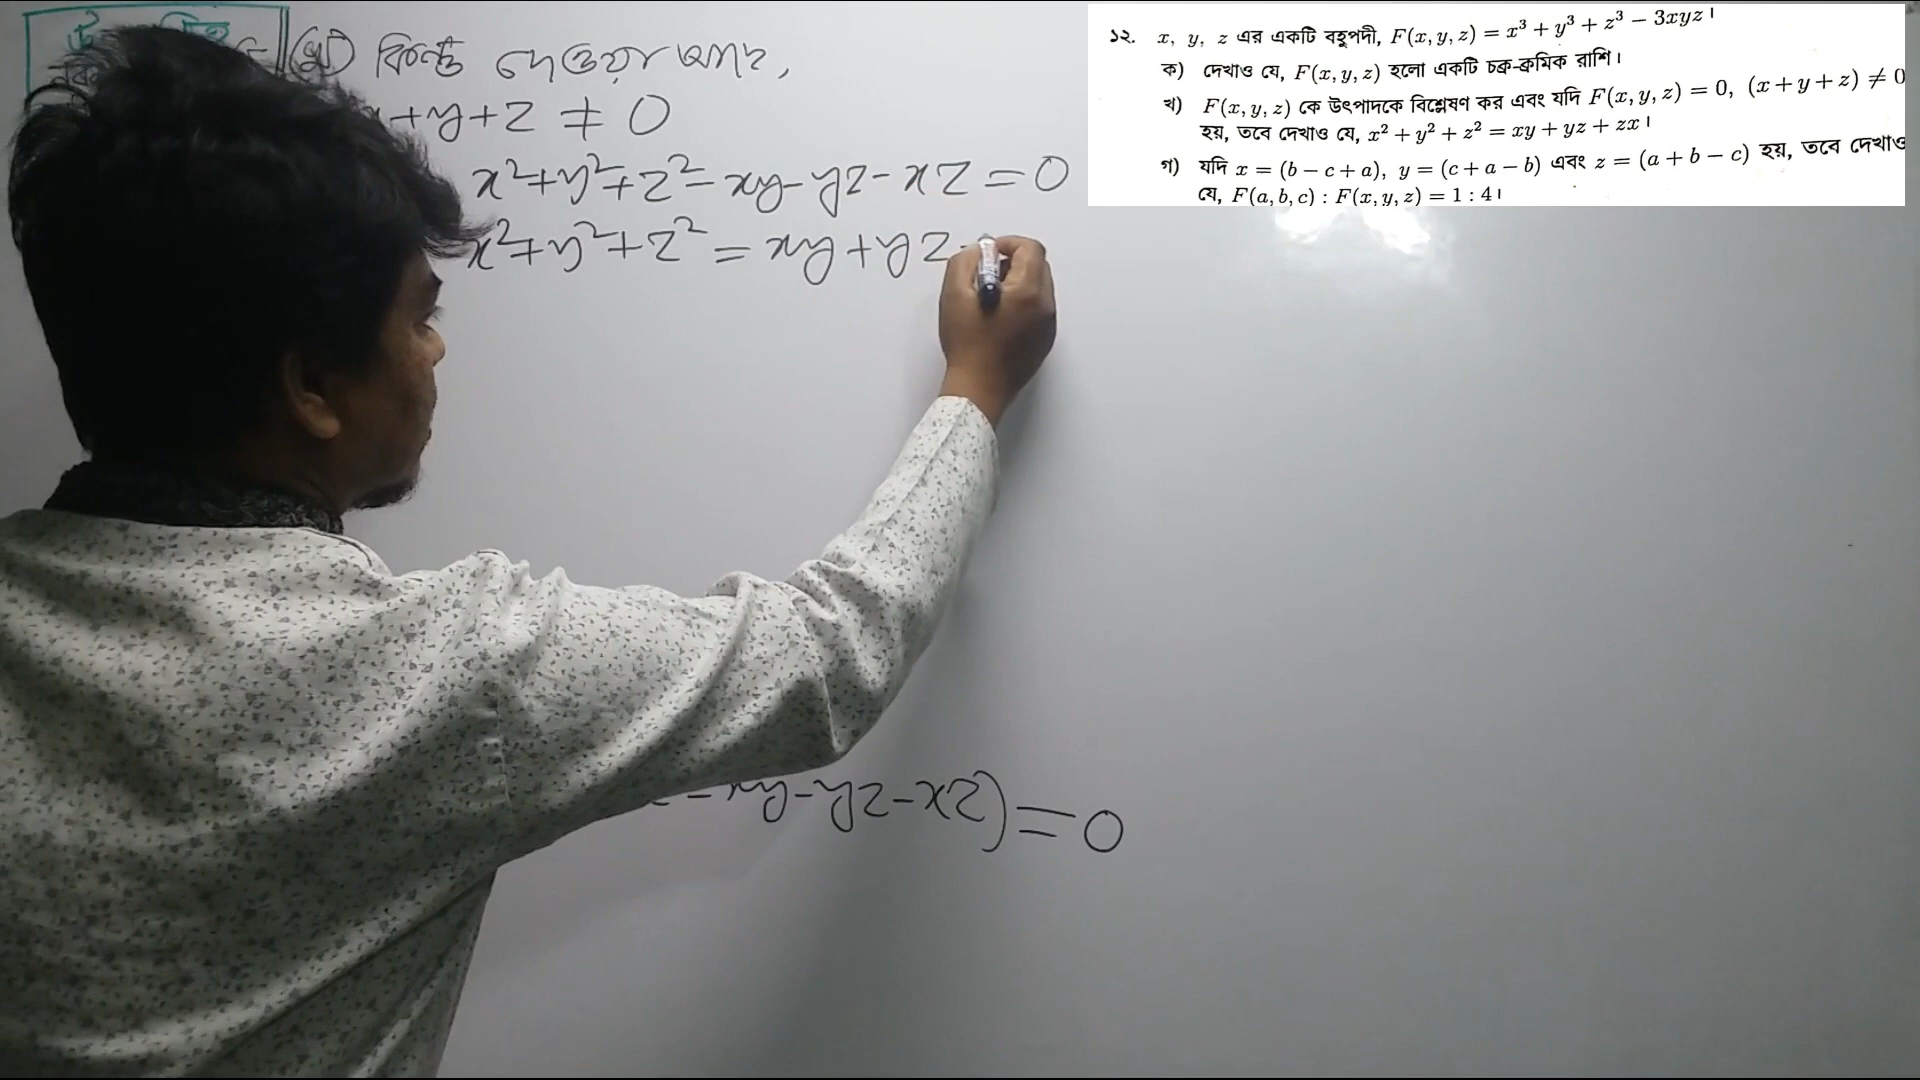 (খ) কিন্তু দেওয়া আছে,
x+y+z ≠ 0
x²+y²+z²-xy-yz-xz=0
x²+y²+z²=xy+yz
-xy-yz-xz)=0
১২. x, y, z এর একটি বহুপদী, F(x, y, z) = x³ + y³ + z³ − 3xyz।
ক) দেখাও যে, F(x, y, z) হলো একটি চক্র-ক্রমিক রাশি।
খ) F(x, y, z) কে উৎপাদকে বিশ্লেষণ কর এবং যদি F(x, y, z) = 0, (x + y + z) ≠ 0
হয়, তবে দেখাও যে, x² + y² + z² = xy + yz + zx।
গ) যদি x = (b − c + a), y = (c + a − b) এবং z = (a + b − c) হয়, তবে দেখাও
যে, F(a, b, c) : F(x, y, z) = 1 : 4।